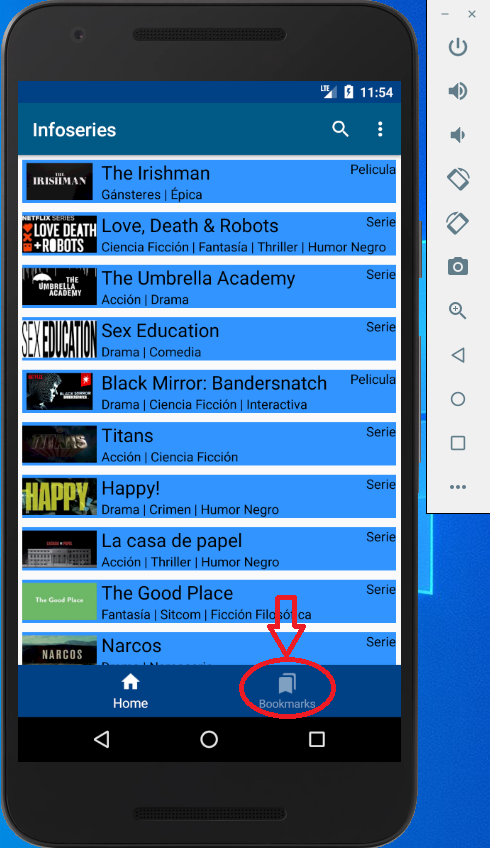 LTE 11:54
Infoseries
THE IRISHMAN
The Irishman
Pelicula
Gánsteres | Épica
NETFLIX SERIES
LOVE DEATH
+ ROBOTS
Love, Death & Robots
Serie
Ciencia Ficción | Fantasía | Thriller | Humor Negro
THE
UMBRELLA
ACADEMY
The Umbrella Academy
Serie
Acción | Drama
SEX EDUCATION
Sex Education
Serie
Drama | Comedia
BLACK MIRROR:
Black Mirror: Bandersnatch
Pelicula
Drama | Ciencia Ficción | Interactiva
TITANS
Titans
Serie
Acción | Ciencia Ficción
HAPPY!
Happy!
Serie
Drama | Crimen | Humor Negro
La casa de papel
Serie
Acción | Thriller | Humor Negro
The Good Place
The Good Place
Serie
Fantasía | Sitcom | Ficción Filosófica
NARCOS
Narcos
Serie
Home
Bookmarks